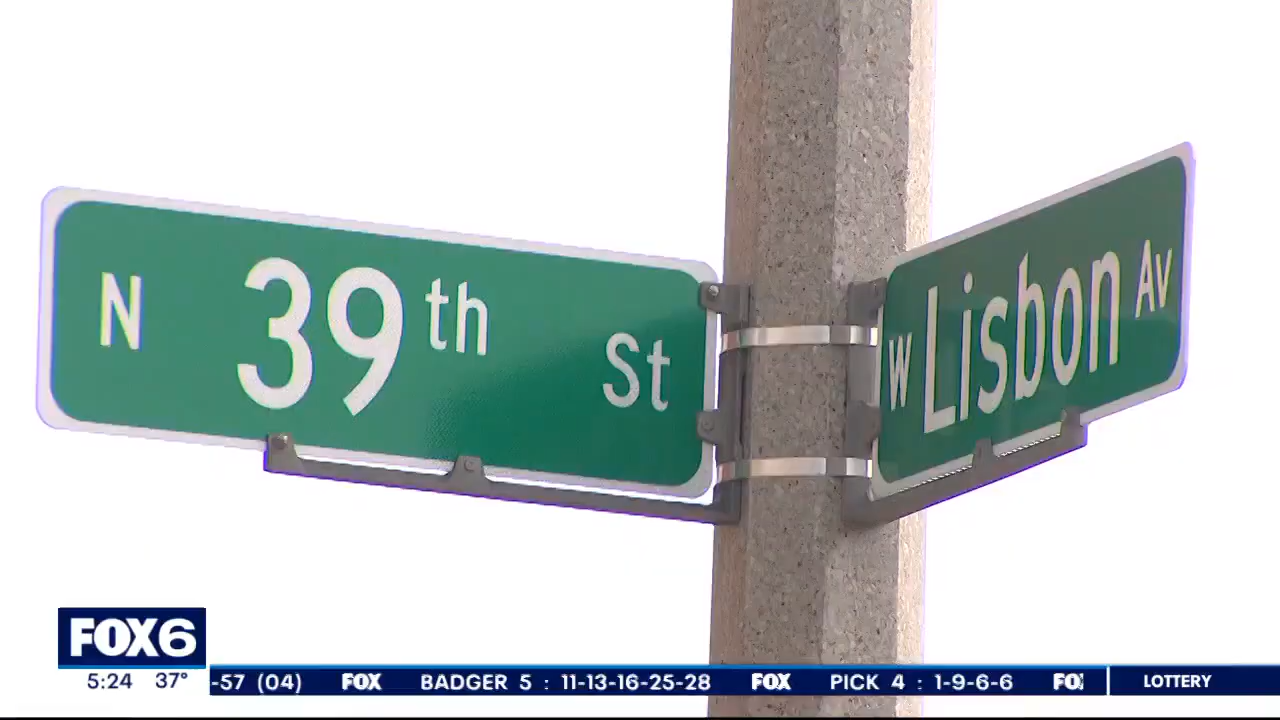 N 39th St
W Lisbon Av
FOX6
5:24 37°
-57 (04) FOX BADGER 5 : 11-13-16-25-28 FOX PICK 4 : 1-9-6-6 FO
LOTTERY